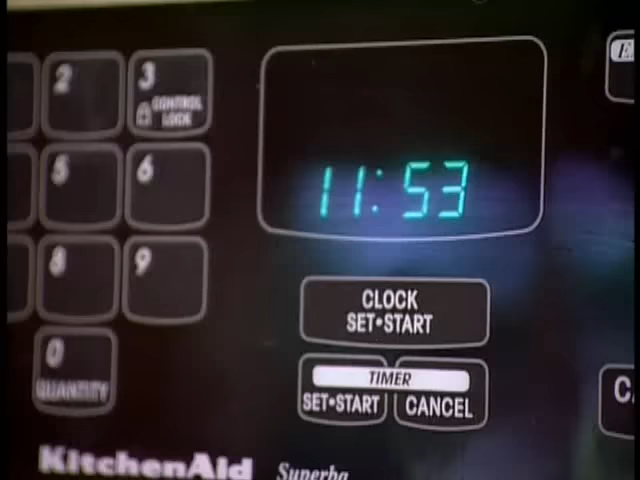 2
3
CONTROL
LOCK
5
6
8
9
0
QUANTITY
11:53
CLOCK
SET•START
TIMER
SET•START
CANCEL
KitchenAid Superba